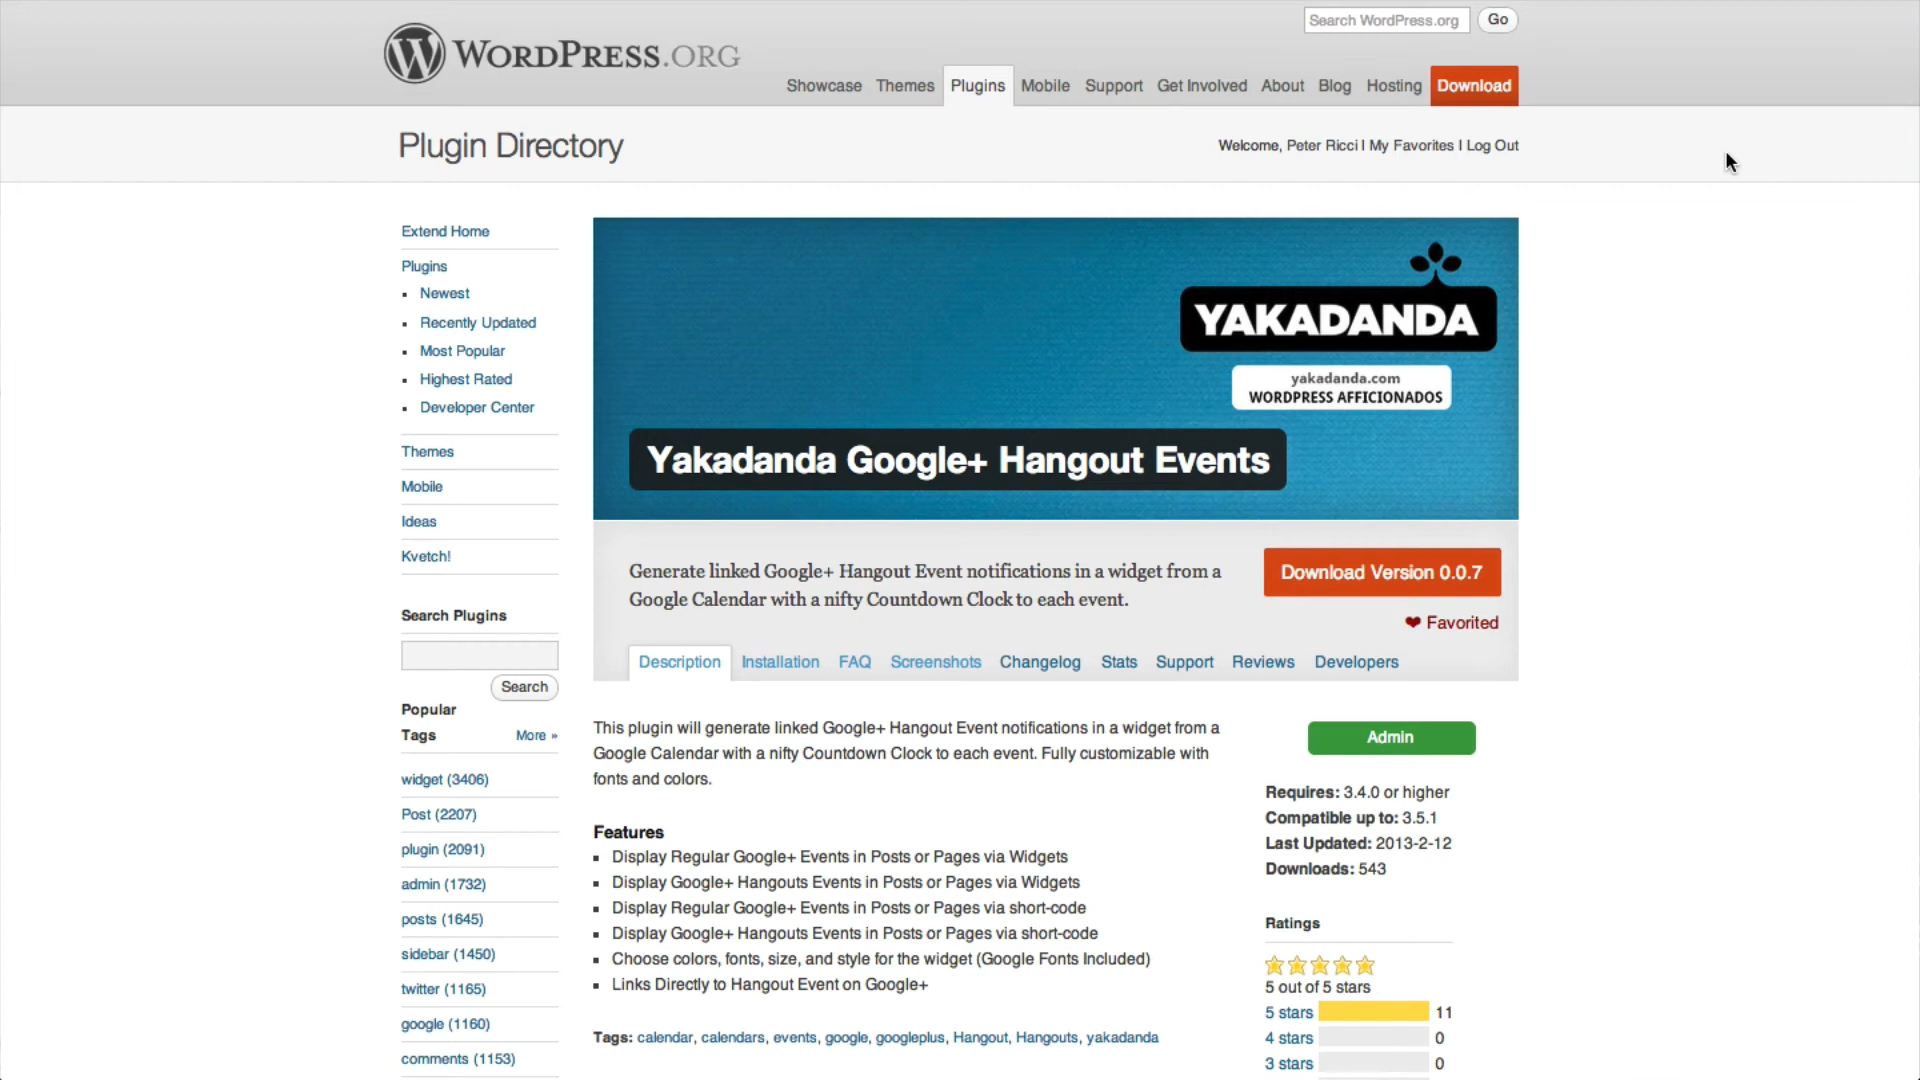 Search WordPress.org Go
WORDPRESS.ORG
Showcase Themes Plugins Mobile Support Get Involved About Blog Hosting Download
Plugin Directory
Welcome, Peter Ricci | My Favorites | Log Out
Extend Home
Plugins
Newest
Recently Updated
Most Popular
Highest Rated
Developer Center
Themes
Mobile
Ideas
Kvetch!
Search Plugins
Search
Popular
Tags More »
widget (3406)
Post (2207)
plugin (2091)
admin (1732)
posts (1645)
sidebar (1450)
twitter (1165)
google (1160)
comments (1153)
YAKADANDA
yakadanda.com
WORDPRESS AFFICIONADOS
Yakadanda Google+ Hangout Events
Generate linked Google+ Hangout Event notifications in a widget from a
Google Calendar with a nifty Countdown Clock to each event.
Download Version 0.0.7
❤ Favorited
Description Installation FAQ Screenshots Changelog Stats Support Reviews Developers
This plugin will generate linked Google+ Hangout Event notifications in a widget from a
Google Calendar with a nifty Countdown Clock to each event. Fully customizable with
fonts and colors.
Features
Display Regular Google+ Events in Posts or Pages via Widgets
Display Google+ Hangouts Events in Posts or Pages via Widgets
Display Regular Google+ Events in Posts or Pages via short-code
Display Google+ Hangouts Events in Posts or Pages via short-code
Choose colors, fonts, size, and style for the widget (Google Fonts Included)
Links Directly to Hangout Event on Google+
Tags: calendar, calendars, events, google, googleplus, Hangout, Hangouts, yakadanda
Admin
Requires: 3.4.0 or higher
Compatible up to: 3.5.1
Last Updated: 2013-2-12
Downloads: 543
Ratings
5 out of 5 stars
5 stars 11
4 stars 0
3 stars 0